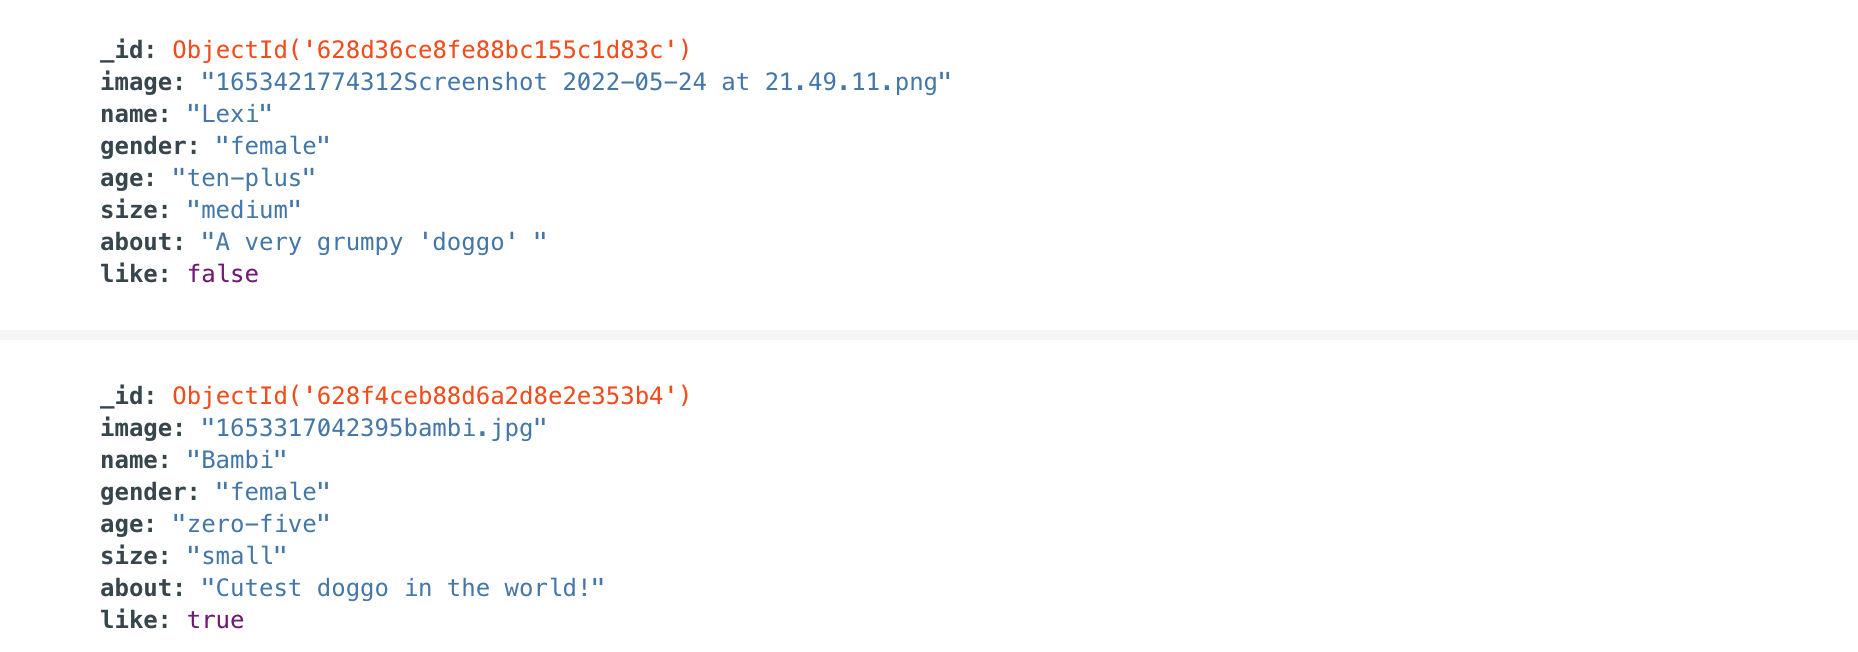 _id: ObjectId('628d36ce8fe88bc155c1d83c')
image: "1653421774312Screenshot 2022-05-24 at 21.49.11.png"
name: "Lexi"
gender: "female"
age: "ten-plus"
size: "medium"
about: "A very grumpy 'doggo' "
like: false
_id: ObjectId('628f4ceb88d6a2d8e2e353b4')
image: "1653317042395bambi.jpg"
name: "Bambi"
gender: "female"
age: "zero-five"
size: "small"
about: "Cutest doggo in the world!"
like: true